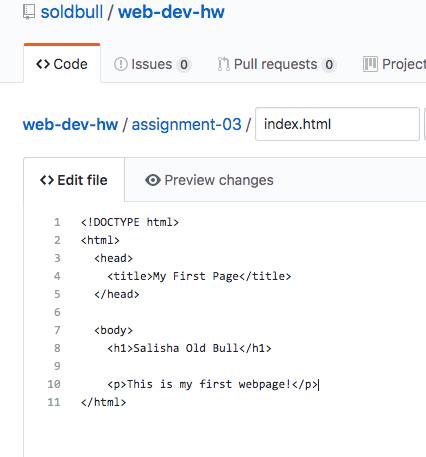 soldbull / web-dev-hw
Code Issues 0 Pull requests 0 Project
web-dev-hw / assignment-03 / index.html
Edit file Preview changes
1 <!DOCTYPE html>
2 <html>
3 <head>
4 <title>My First Page</title>
5 </head>
6
7 <body>
8 <h1>Salisha Old Bull</h1>
9
10 <p>This is my first webpage!</p>
11 </html>